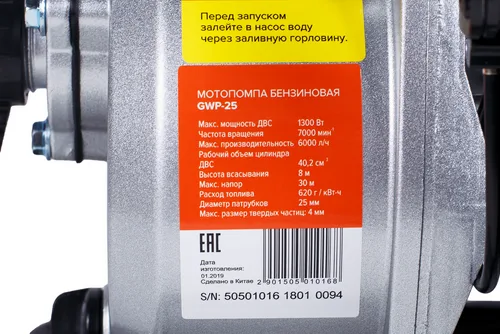 Перед запуском
залейте в насос воду
через заливную горловину.
МОТОПОМПА БЕНЗИНОВАЯ
GWP-25
Макс. мощность ДВС 1300 Вт
Частота вращения 7000 мин⁻¹
Макс. производительность 6000 л/ч
Рабочий объем цилиндра
ДВС 40,2 см³
Высота всасывания 8 м
Макс. напор 30 м
Расход топлива 620 г / кВт·ч
Диаметр патрубков 25 мм
Макс. размер твердых частиц: 4 мм
EAC
Дата
изготовления:
01.2019
Сделано в Китае
2 901505 010168
S/N: 50501016 1801 0094